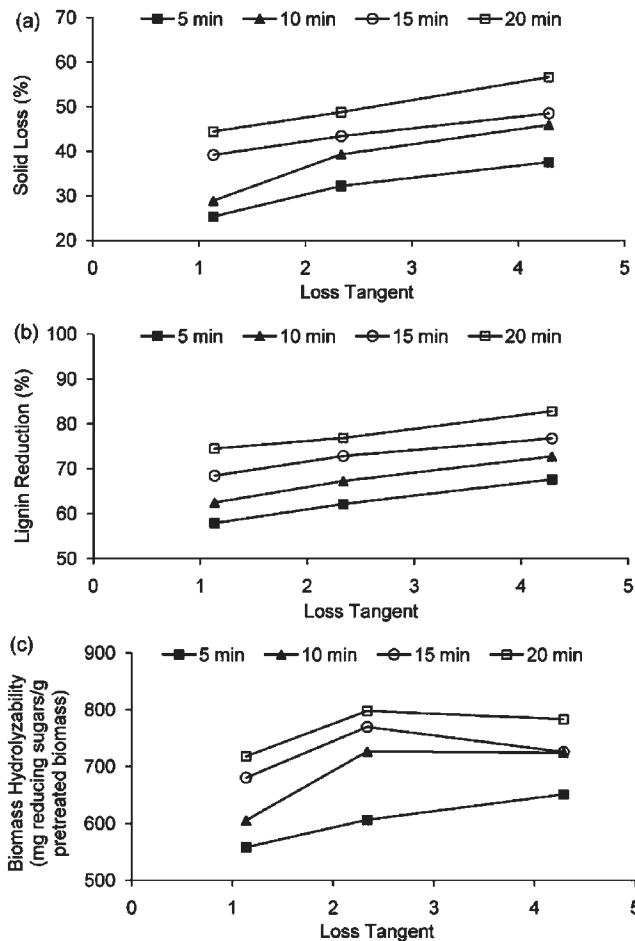 (a)
5 min 10 min 15 min 20 min
70
60
50
40
30
20
Solid Loss (%)
0 1 2 3 4 5
Loss Tangent
(b)
5 min 10 min 15 min 20 min
100
90
80
70
60
50
Lignin Reduction (%)
0 1 2 3 4 5
Loss Tangent
(c)
5 min 10 min 15 min 20 min
900
800
700
600
500
Biomass Hydrolyzability
(mg reducing sugars/g
pretreated biomass)
0 1 2 3 4 5
Loss Tangent